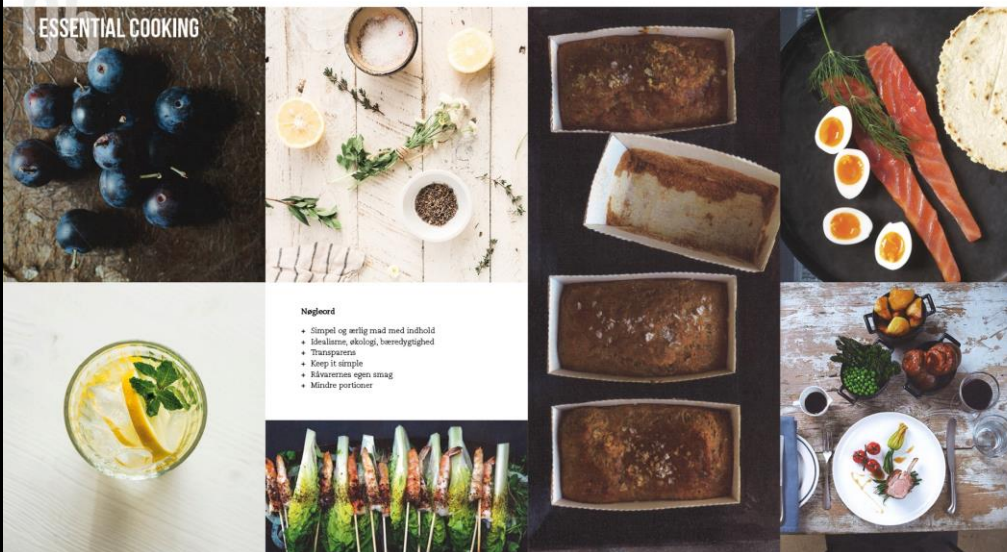 05
ESSENTIAL COOKING
Nøgleord
+ Simpel og ærlig mad med indhold
+ Idealisme, økologi, bæredygtighed
+ Transparens
+ Keep it simple
+ Råvarernes egen smag
+ Mindre portioner